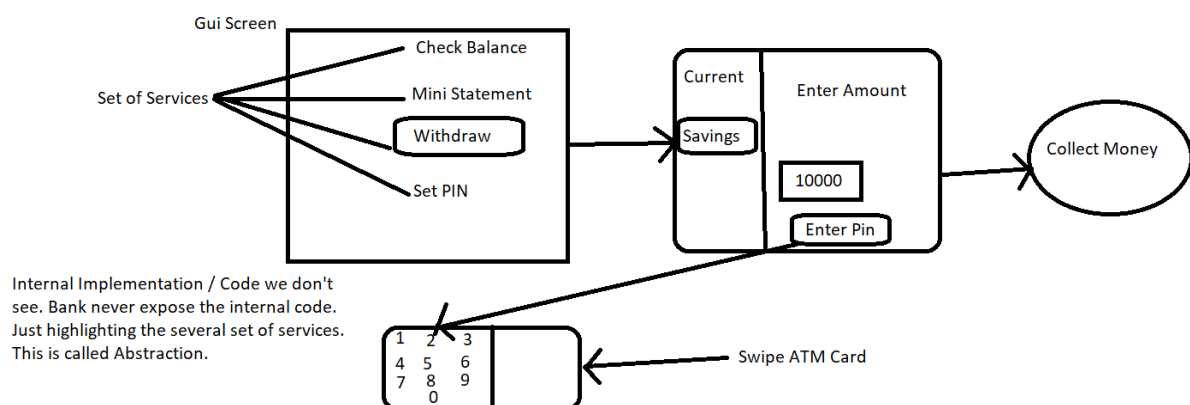 Gui Screen
Check Balance
Set of Services
Mini Statement
Withdraw
Set PIN
Current
Savings
Enter Amount
10000
Enter Pin
Collect Money
Internal Implementation / Code we don't
see. Bank never expose the internal code.
Just highlighting the several set of services.
This is called Abstraction.
1 2 3
4 5 6
7 8 9
0
Swipe ATM Card